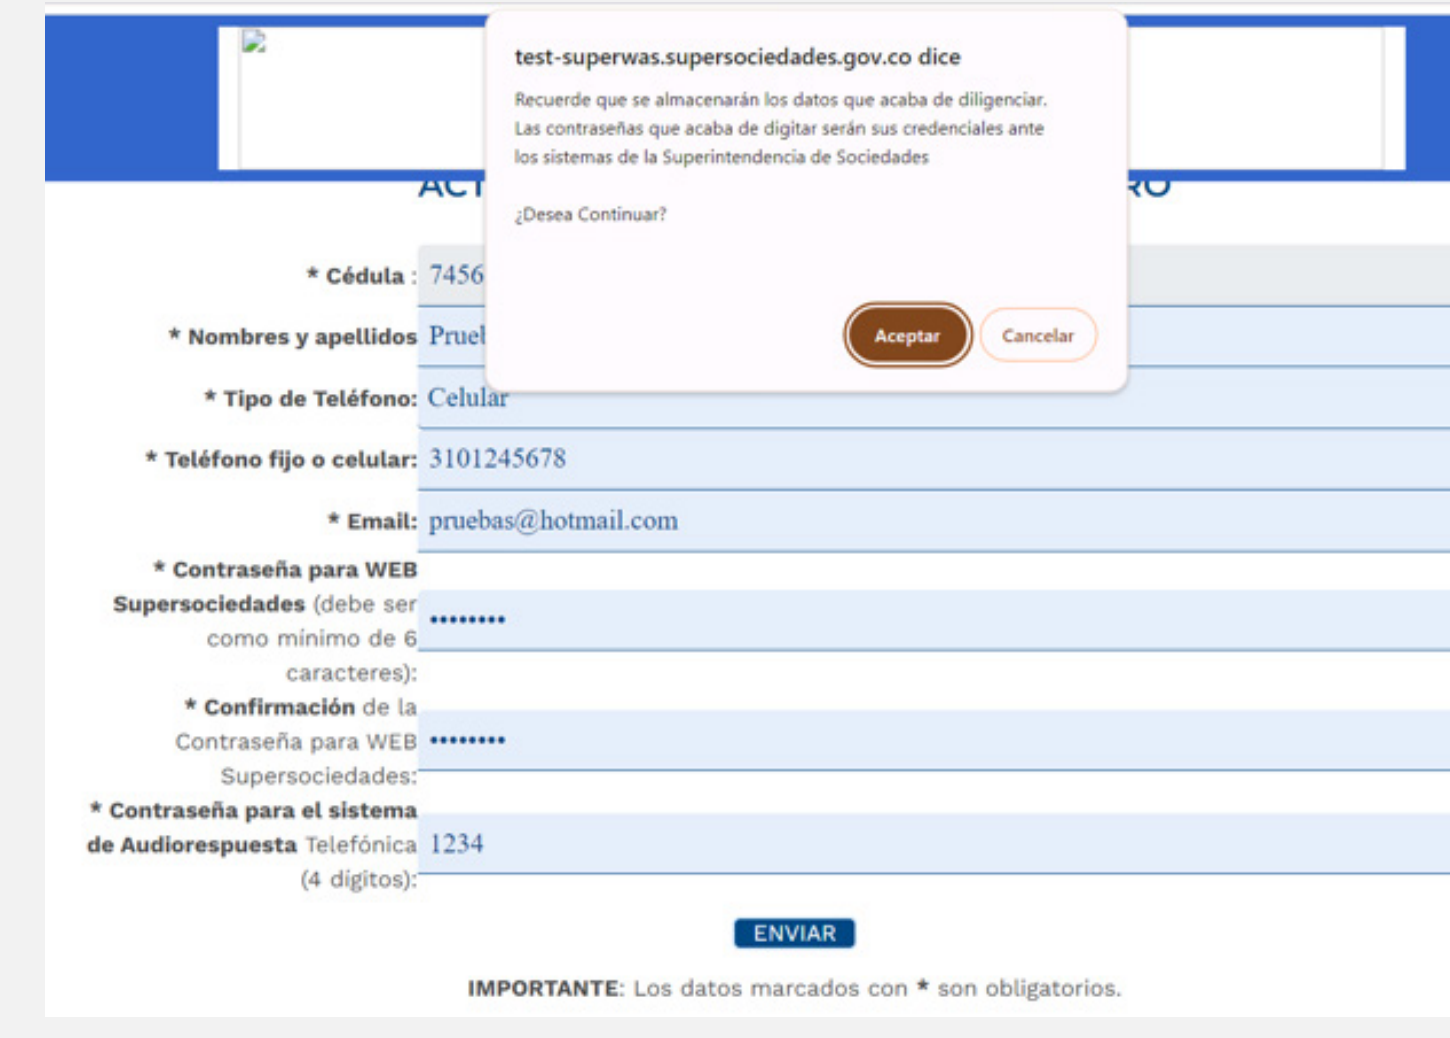 test-superwas.supersociedades.gov.co dice
Recuerde que se almacenarán los datos que acaba de diligenciar.
Las contraseñas que acaba de digitar serán sus credenciales ante
los sistemas de la Superintendencia de Sociedades
¿Desea Continuar?
Aceptar Cancelar
* Cédula : 7456
* Nombres y apellidos
* Tipo de Teléfono: Celular
* Teléfono fijo o celular: 3101245678
* Email: pruebas@hotmail.com
* Contraseña para WEB
Supersociedades (debe ser
como mínimo de 6
caracteres):
••••••••
* Confirmación de la
Contraseña para WEB
Supersociedades:
••••••••
* Contraseña para el sistema
de Audiorespuesta Telefónica
(4 dígitos):
1234
ENVIAR
IMPORTANTE: Los datos marcados con * son obligatorios.